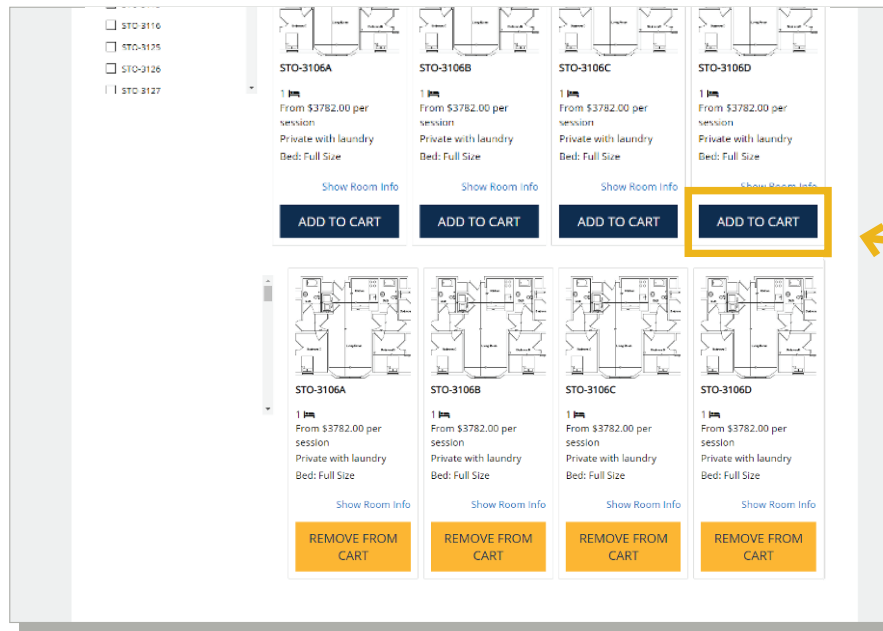 STO-3116
STO-3125
STO-3126
STO-3127
STO-3106A
STO-3106B
STO-3106C
STO-3106D
1
1
1
1
From $3782.00 per
session
From $3782.00 per
session
From $3782.00 per
session
From $3782.00 per
session
Private with laundry
Private with laundry
Private with laundry
Private with laundry
Bed: Full Size
Bed: Full Size
Bed: Full Size
Bed: Full Size
Show Room Info
Show Room Info
Show Room Info
Show Room Info
ADD TO CART
ADD TO CART
ADD TO CART
ADD TO CART
STO-3106A
STO-3106B
STO-3106C
STO-3106D
1
1
1
1
From $3782.00 per
session
From $3782.00 per
session
From $3782.00 per
session
From $3782.00 per
session
Private with laundry
Private with laundry
Private with laundry
Private with laundry
Bed: Full Size
Bed: Full Size
Bed: Full Size
Bed: Full Size
Show Room Info
Show Room Info
Show Room Info
Show Room Info
REMOVE FROM
CART
REMOVE FROM
CART
REMOVE FROM
CART
REMOVE FROM
CART